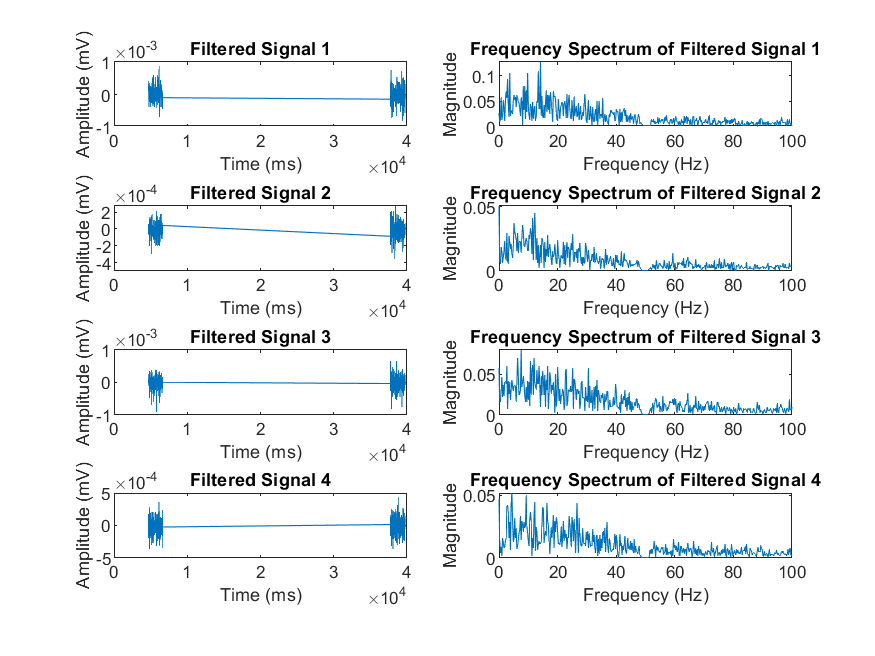 Filtered Signal 1
×10-3
Amplitude (mV)
1
0
-1
0 1 2 3 4
Time (ms)
×104
Frequency Spectrum of Filtered Signal 1
Magnitude
0.1
0.05
0
0 20 40 60 80 100
Frequency (Hz)
Filtered Signal 2
×10-4
Amplitude (mV)
2
0
-2
-4
0 1 2 3 4
Time (ms)
×104
Frequency Spectrum of Filtered Signal 2
Magnitude
0.05
0
0 20 40 60 80 100
Frequency (Hz)
Filtered Signal 3
×10-3
Amplitude (mV)
1
0
-1
0 1 2 3 4
Time (ms)
×104
Frequency Spectrum of Filtered Signal 3
Magnitude
0.05
0
0 20 40 60 80 100
Frequency (Hz)
Filtered Signal 4
×10-4
Amplitude (mV)
5
0
-5
0 1 2 3 4
Time (ms)
×104
Frequency Spectrum of Filtered Signal 4
Magnitude
0.05
0
0 20 40 60 80 100
Frequency (Hz)